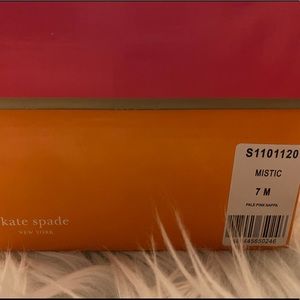 S1101120
MISTIC
7 M
PALE PINK NAPPA
kate spade
NEW YORK